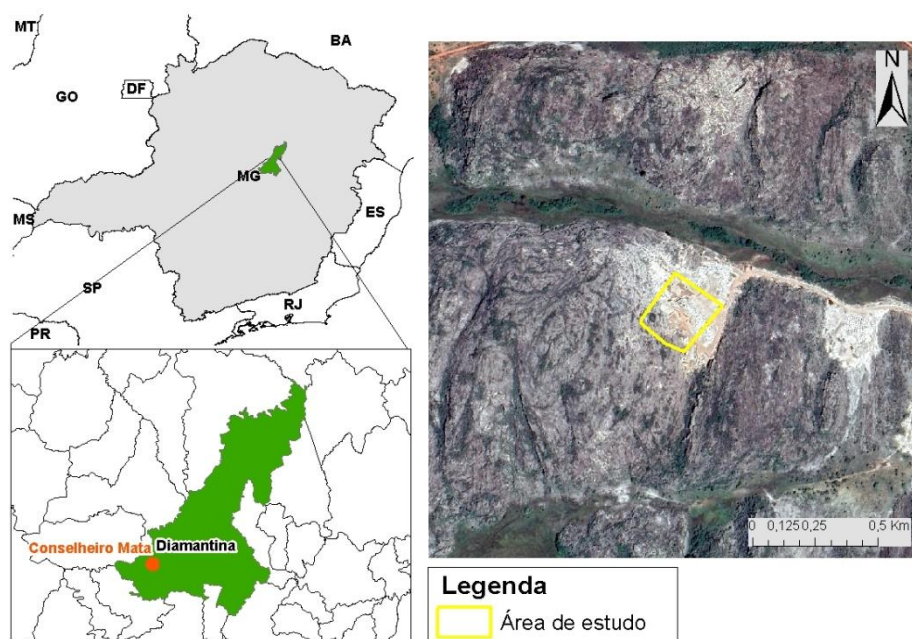 MT
BA
GO
DF
MG
MS
ES
SP
RJ
PR
Conselheiro Mata
Diamantina
N
0 0,125 0,25 0,5 Km
Legenda
Área de estudo